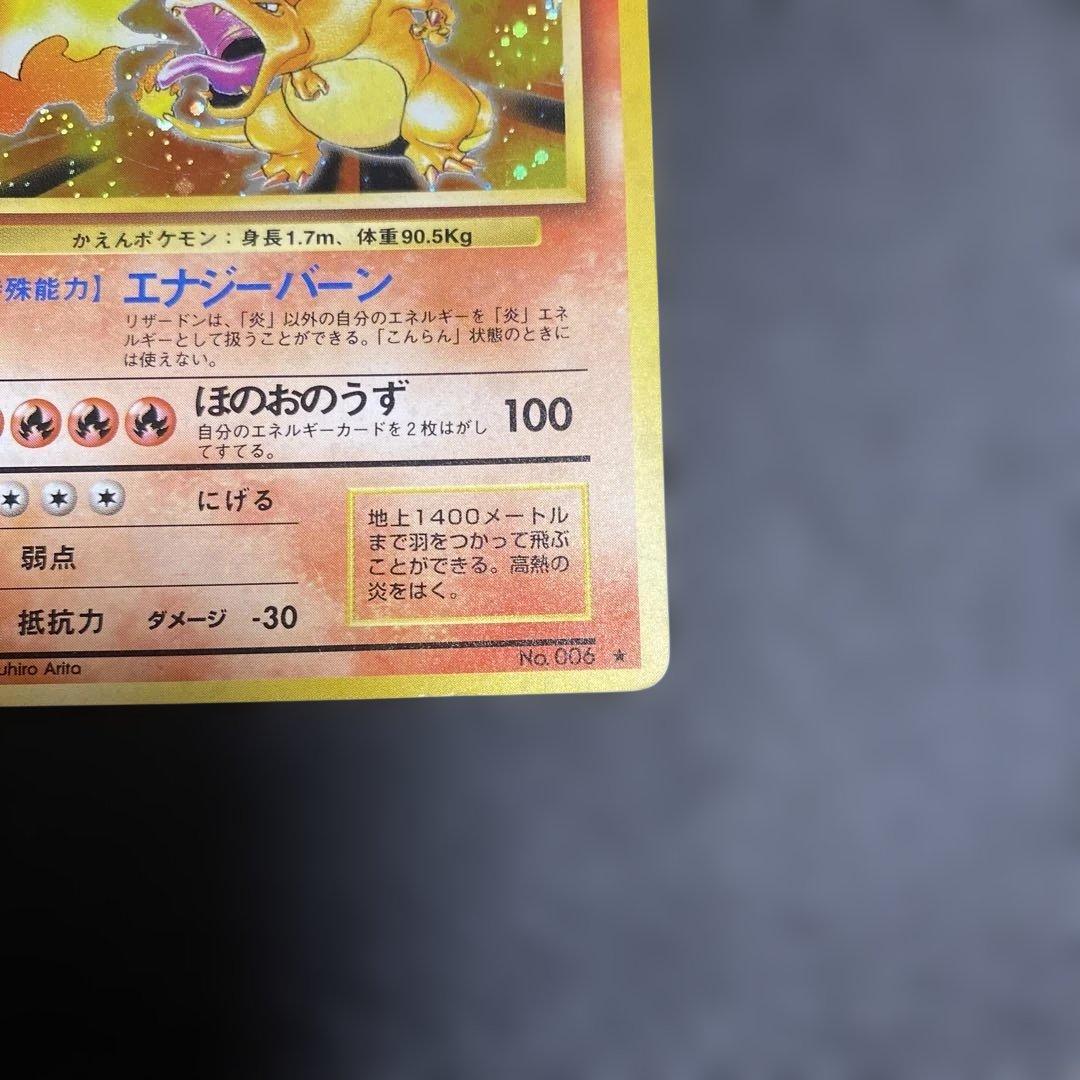 かえんポケモン：身長1.7m、体重90.5Kg
殊能力】 エナジーバーン
リザードンは、「炎」以外の自分のエネルギーを「炎」エネ
ルギーとして扱うことができる。「こんらん」状態のときに
は使えない。
ほのおのうず 100
自分のエネルギーカードを２枚はがし
てすてる。
にげる
地上1400メートル
まで羽をつかって飛ぶ
ことができる。高熱の
炎をはく。
弱点
抵抗力 ダメージ -30
uhiro Arita
No. 006 ★